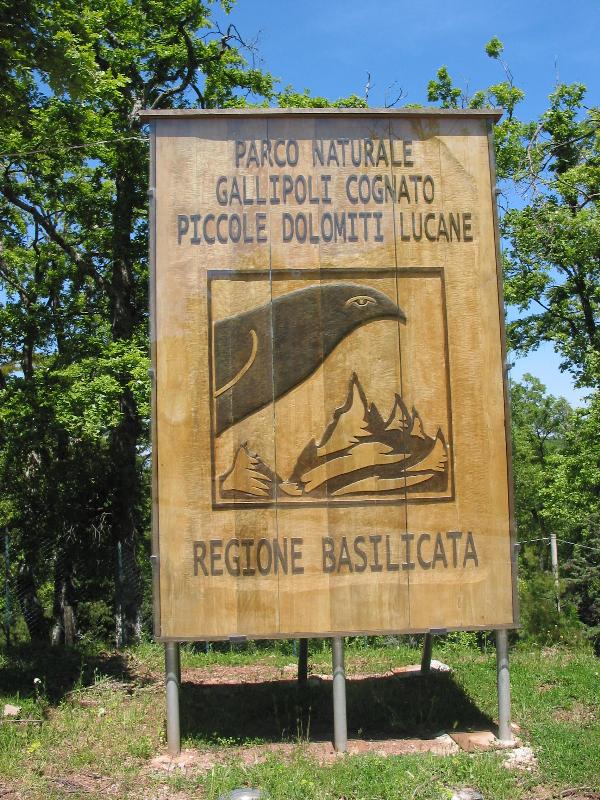 PARCO NATURALE
GALLIPOLI COGNATO
PICCOLE DOLOMITI LUCANE
REGIONE BASILICATA